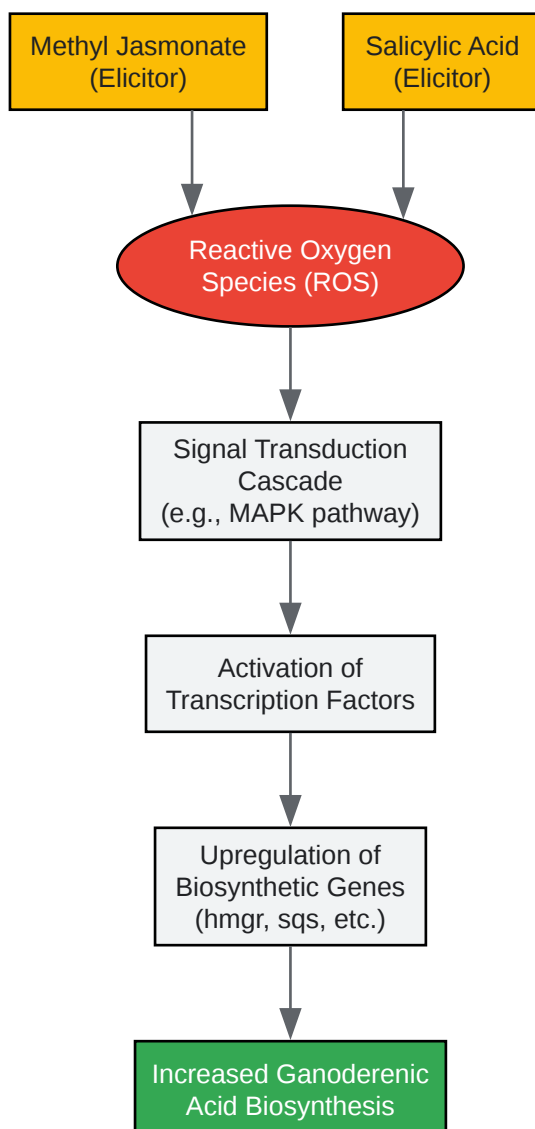 Methyl Jasmonate
(Elicitor)
Salicylic Acid
(Elicitor)
Reactive Oxygen
Species (ROS)
Signal Transduction
Cascade
(e.g., MAPK pathway)
Activation of
Transcription Factors
Upregulation of
Biosynthetic Genes
(hmgr, sqs, etc.)
Increased Ganoderenic
Acid Biosynthesis